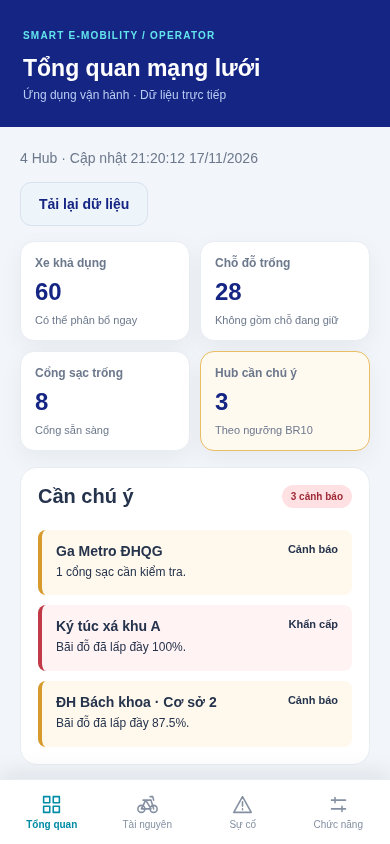 SMART E-MOBILITY / OPERATOR
Tổng quan mạng lưới
Ứng dụng vận hành · Dữ liệu trực tiếp
4 Hub · Cập nhật 21:20:12 17/11/2026
Tải lại dữ liệu
Xe khả dụng
60
Có thể phân bổ ngay
Chỗ đỗ trống
28
Không gồm chỗ đang giữ
Cổng sạc trống
8
Cổng sẵn sàng
Hub cần chú ý
3
Theo ngưỡng BR10
Cần chú ý
3 cảnh báo
Ga Metro ĐHQG
Cảnh báo
1 cổng sạc cần kiểm tra.
Ký túc xá khu A
Khẩn cấp
Bãi đỗ đã lấp đầy 100%.
ĐH Bách khoa · Cơ sở 2
Cảnh báo
Bãi đỗ đã lấp đầy 87.5%.
Tổng quan
Tài nguyên
Sự cố
Chức năng